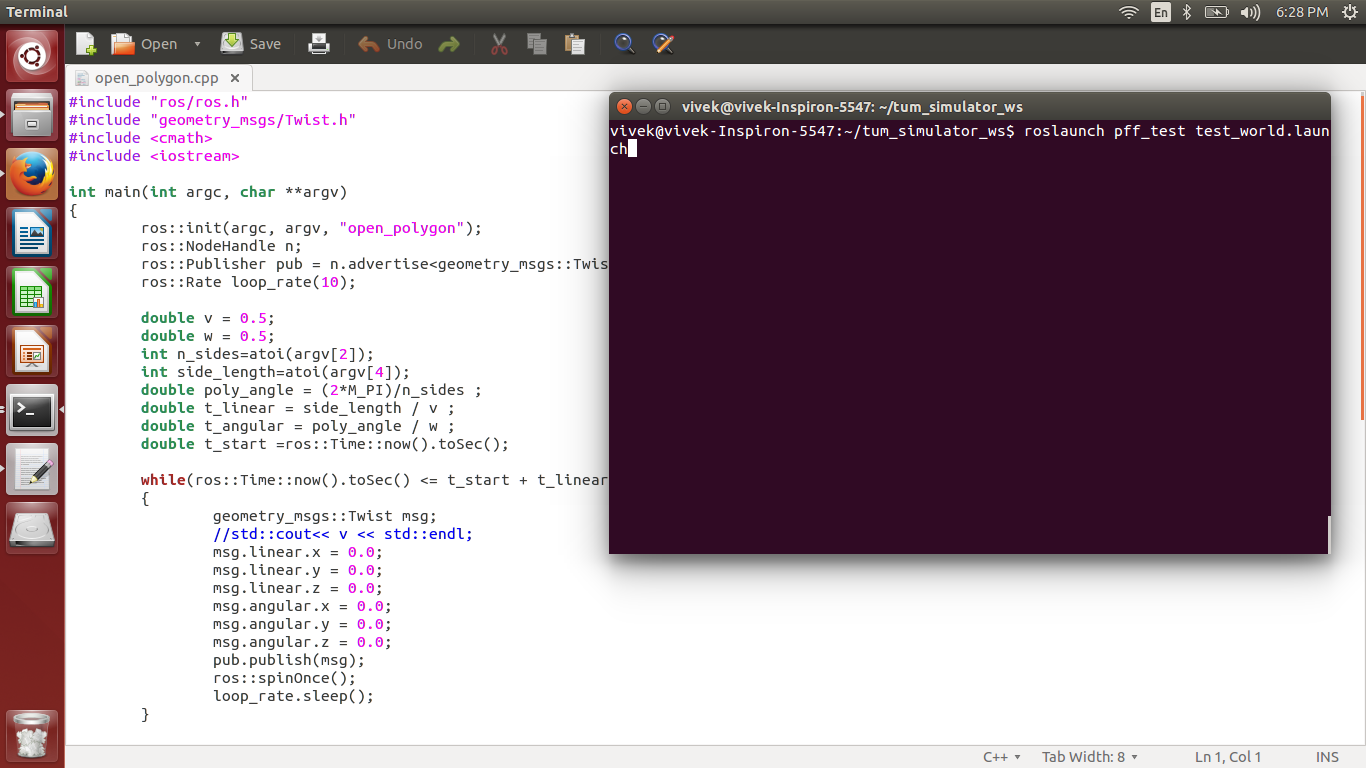 Terminal
En
6:28 PM
Open
Save
Undo
open_polygon.cpp
#include "ros/ros.h"
#include "geometry_msgs/Twist.h"
#include <cmath>
#include <iostream>
int main(int argc, char **argv)
{
ros::init(argc, argv, "open_polygon");
ros::NodeHandle n;
ros::Publisher pub = n.advertise<geometry_msgs::Twis
ros::Rate loop_rate(10);
double v = 0.5;
double w = 0.5;
int n_sides=atoi(argv[2]);
int side_length=atoi(argv[4]);
double poly_angle = (2*M_PI)/n_sides ;
double t_linear = side_length / v ;
double t_angular = poly_angle / w ;
double t_start =ros::Time::now().toSec();
while(ros::Time::now().toSec() <= t_start + t_linear
{
geometry_msgs::Twist msg;
//std::cout<< v << std::endl;
msg.linear.x = 0.0;
msg.linear.y = 0.0;
msg.linear.z = 0.0;
msg.angular.x = 0.0;
msg.angular.y = 0.0;
msg.angular.z = 0.0;
pub.publish(msg);
ros::spinOnce();
loop_rate.sleep();
}
vivek@vivek-Inspiron-5547: ~/tum_simulator_ws
vivek@vivek-Inspiron-5547:~/tum_simulator_ws$ roslaunch pff_test test_world.laun
ch
C++
Tab Width: 8
Ln 1, Col 1
INS